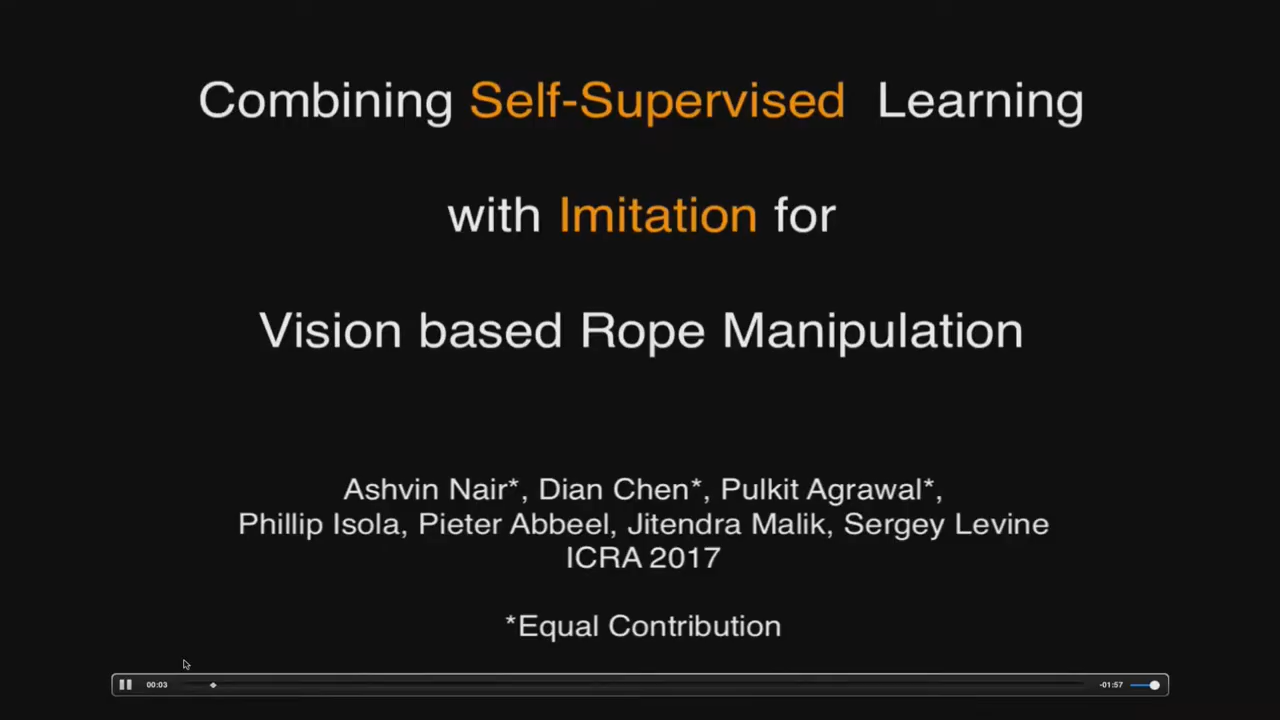 Combining Self-Supervised Learning
with Imitation for
Vision based Rope Manipulation
Ashvin Nair*, Dian Chen*, Pulkit Agrawal*,
Phillip Isola, Pieter Abbeel, Jitendra Malik, Sergey Levine
ICRA 2017
*Equal Contribution
00:03 -01:57